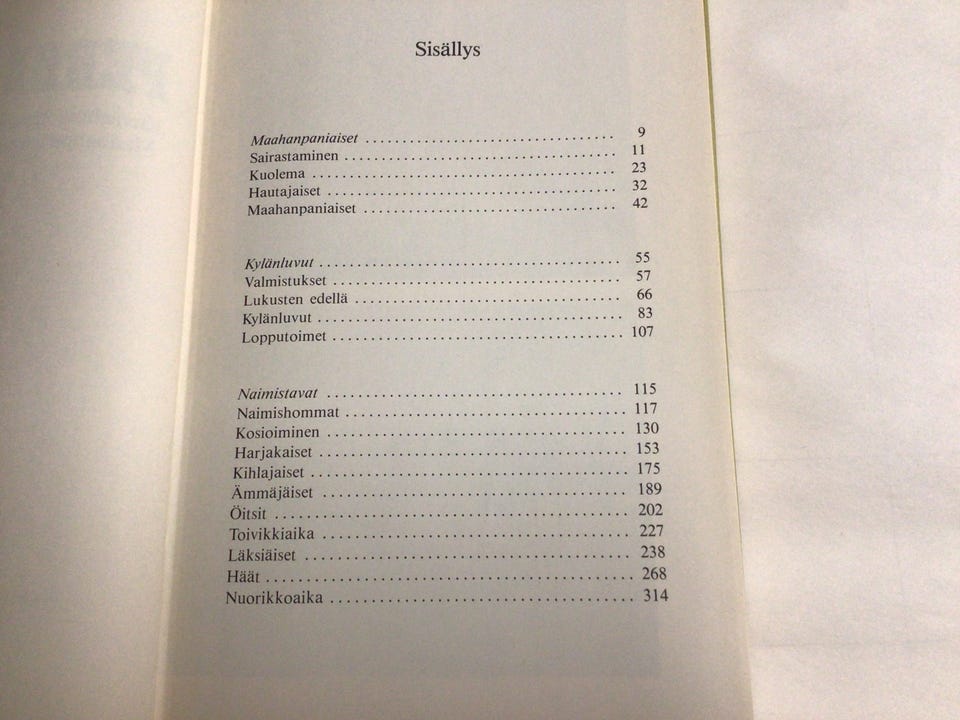 Sisällys
Maahanpaniaiset .................................. 9
Sairastaminen .................................... 11
Kuolema .......................................... 23
Hautajaiset ...................................... 32
Maahanpaniaiset .................................. 42
Kylänluvut ....................................... 55
Valmistukset ..................................... 57
Lukusten edellä .................................. 66
Kylänluvut ....................................... 83
Lopputoimet ...................................... 107
Naimistavat ...................................... 115
Naimishommat ..................................... 117
Kosioiminen ...................................... 130
Harjakaiset ...................................... 153
Kihlajaiset ...................................... 175
Ämmäjäiset ....................................... 189
Öitsit ........................................... 202
Toivikkiaika ..................................... 227
Läksiäiset ....................................... 238
Häät ............................................. 268
Nuorikkoaika ..................................... 314